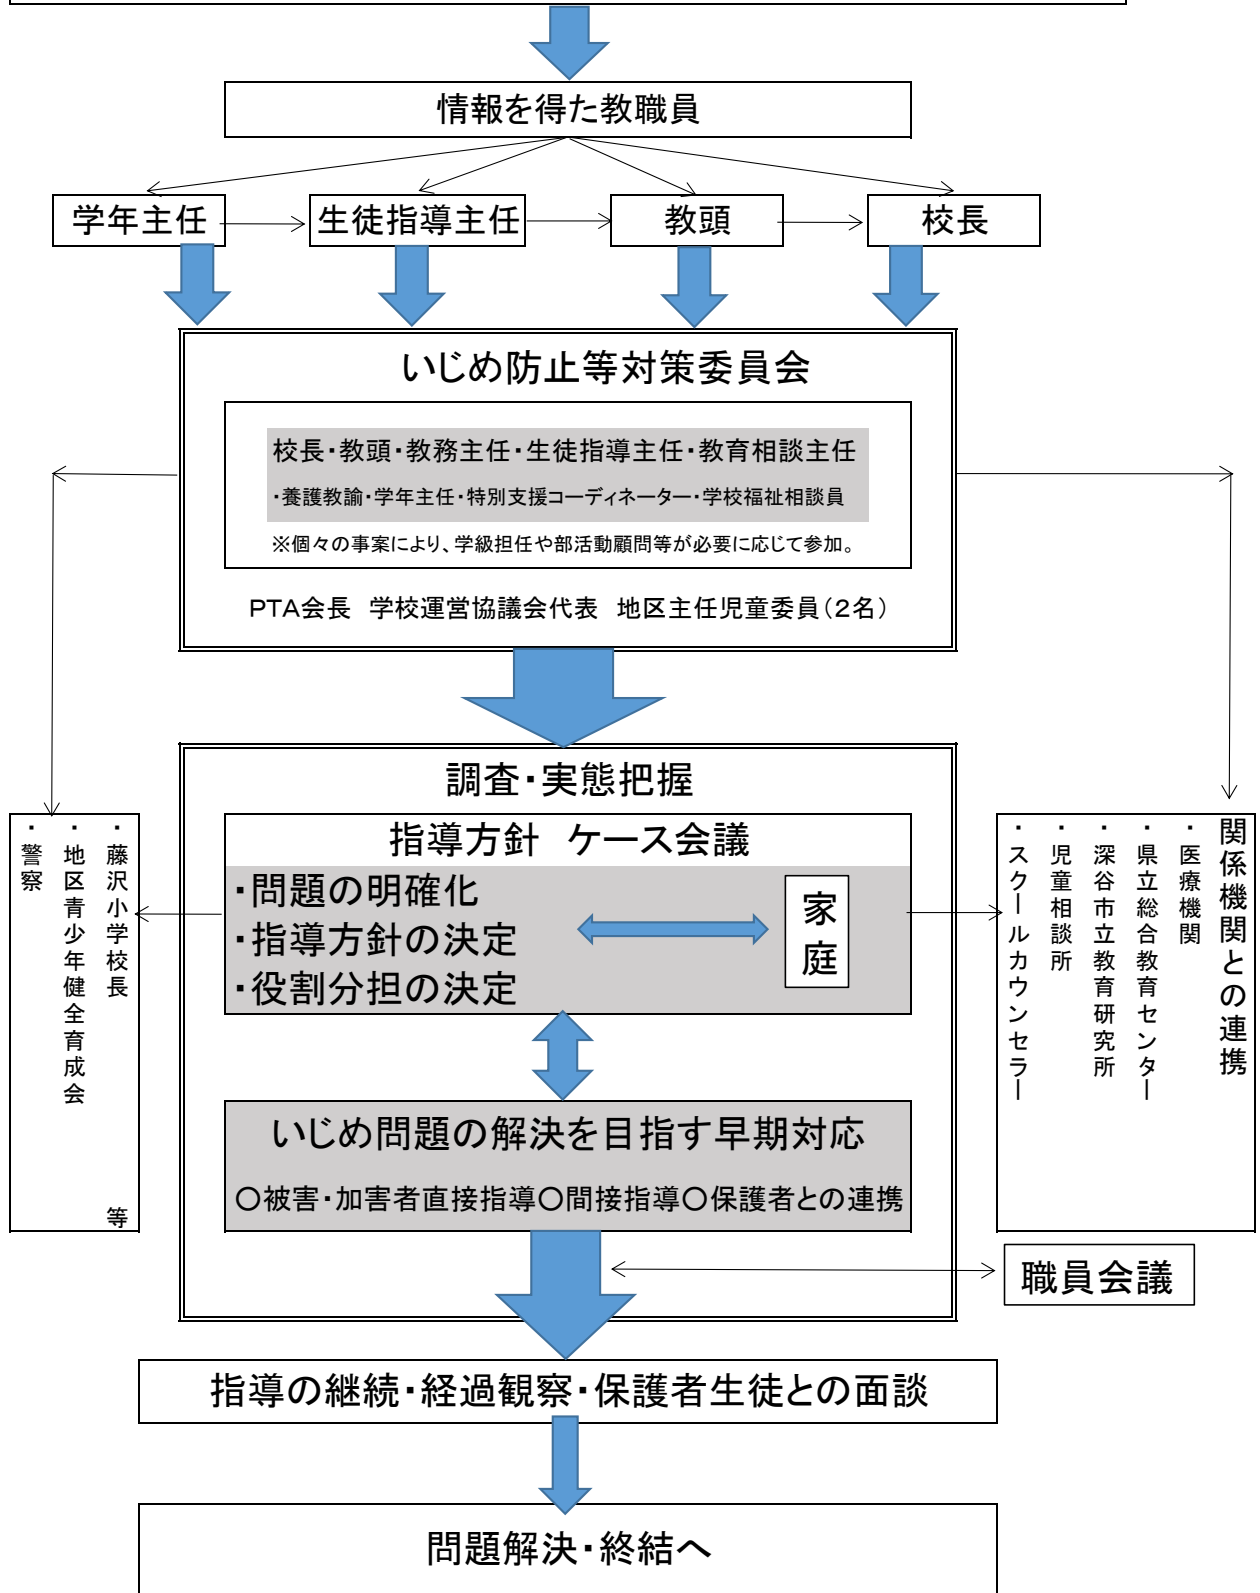 情報を得た教職員
学年主任
生徒指導主任
教頭
校長
いじめ防止等対策委員会
校長・教頭・教務主任・生徒指導主任・教育相談主任
・養護教諭・学年主任・特別支援コーディネーター・学校福祉相談員
※個々の事案により、学級担任や部活動顧問等が必要に応じて参加。
PTA会長　学校運営協議会代表　地区主任児童委員(2名)
調査・実態把握
指導方針　ケース会議
・問題の明確化
・指導方針の決定
・役割分担の決定
家庭
・藤沢小学校長
・地区青少年健全育成会
・警察
等
関係機関との連携
・医療機関
・県立総合教育センター
・深谷市立教育研究所
・児童相談所
・スクールカウンセラー
いじめ問題の解決を目指す早期対応
○被害・加害者直接指導○間接指導○保護者との連携
職員会議
指導の継続・経過観察・保護者生徒との面談
問題解決・終結へ